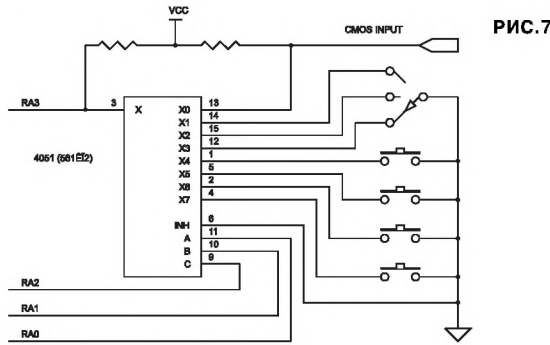 VCC
CMOS INPUT
РИС.7
RA3
3
X
X0
13
X1
14
X2
15
X3
12
4051 (561ËÏ2)
X4
1
X5
5
X6
2
X7
4
INH
6
A
11
B
10
C
9
RA2
RA1
RA0